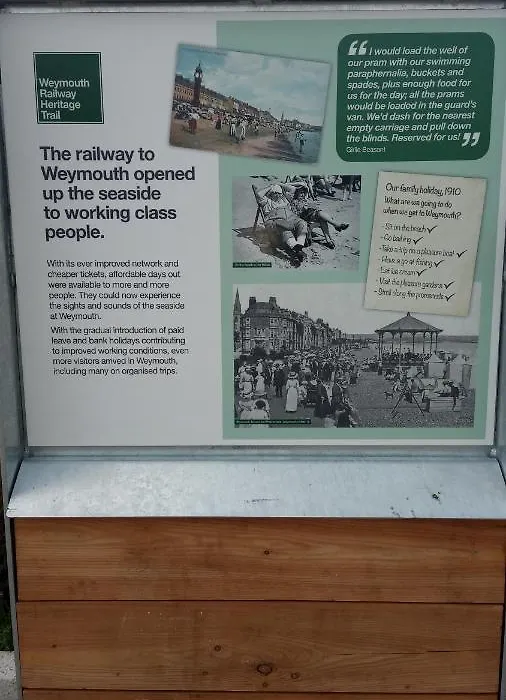 Weymouth
Railway
Heritage
Trail
The railway to
Weymouth opened
up the seaside
to working class
people.
With its ever improved network and
cheaper tickets, affordable days out
were available to more and more
people. They could now experience
the sights and sounds of the seaside
at Weymouth.
With the gradual introduction of paid
leave and bank holidays contributing
to improved working conditions, even
more visitors arrived in Weymouth,
including many on organised trips.
“I would load the well of
our pram with our swimming
paraphernalia, buckets and
spades, plus enough food for
us for the day; all the prams
would be loaded in the guard's
van. We'd dash for the nearest
empty carriage and pull down
the blinds. Reserved for us!”
Girlie Beasant
Our family holiday, 1910
What are we going to do
when we get to Weymouth?
- Sit on the beach ✓
- Go bathing ✓
- Take a trip on a pleasure boat ✓
- Have a go at fishing ✓
- Eat ice cream ✓
- Visit the pleasure gardens ✓
- Stroll along the promenade ✓